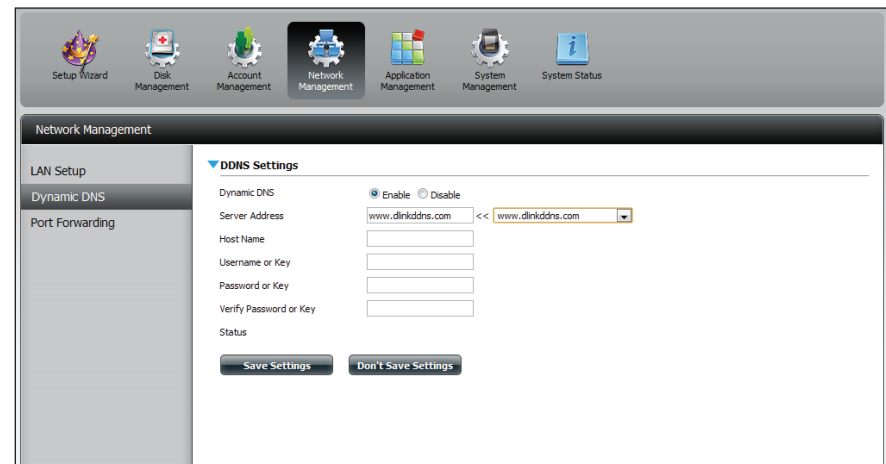 Setup Wizard
Disk Management
Account Management
Network Management
Application Management
System Management
System Status
Network Management
LAN Setup
Dynamic DNS
Port Forwarding
DDNS Settings
Dynamic DNS Enable Disable
Server Address www.dlinkddns.com << www.dlinkddns.com
Host Name
Username or Key
Password or Key
Verify Password or Key
Status
Save Settings Don't Save Settings